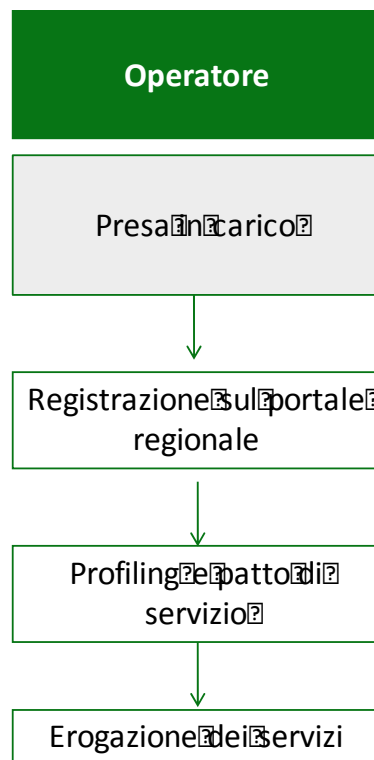 Operatore
Presa in carico
Registrazione sul portale
regionale
Profiling e patto di
servizio
Erogazione dei servizi